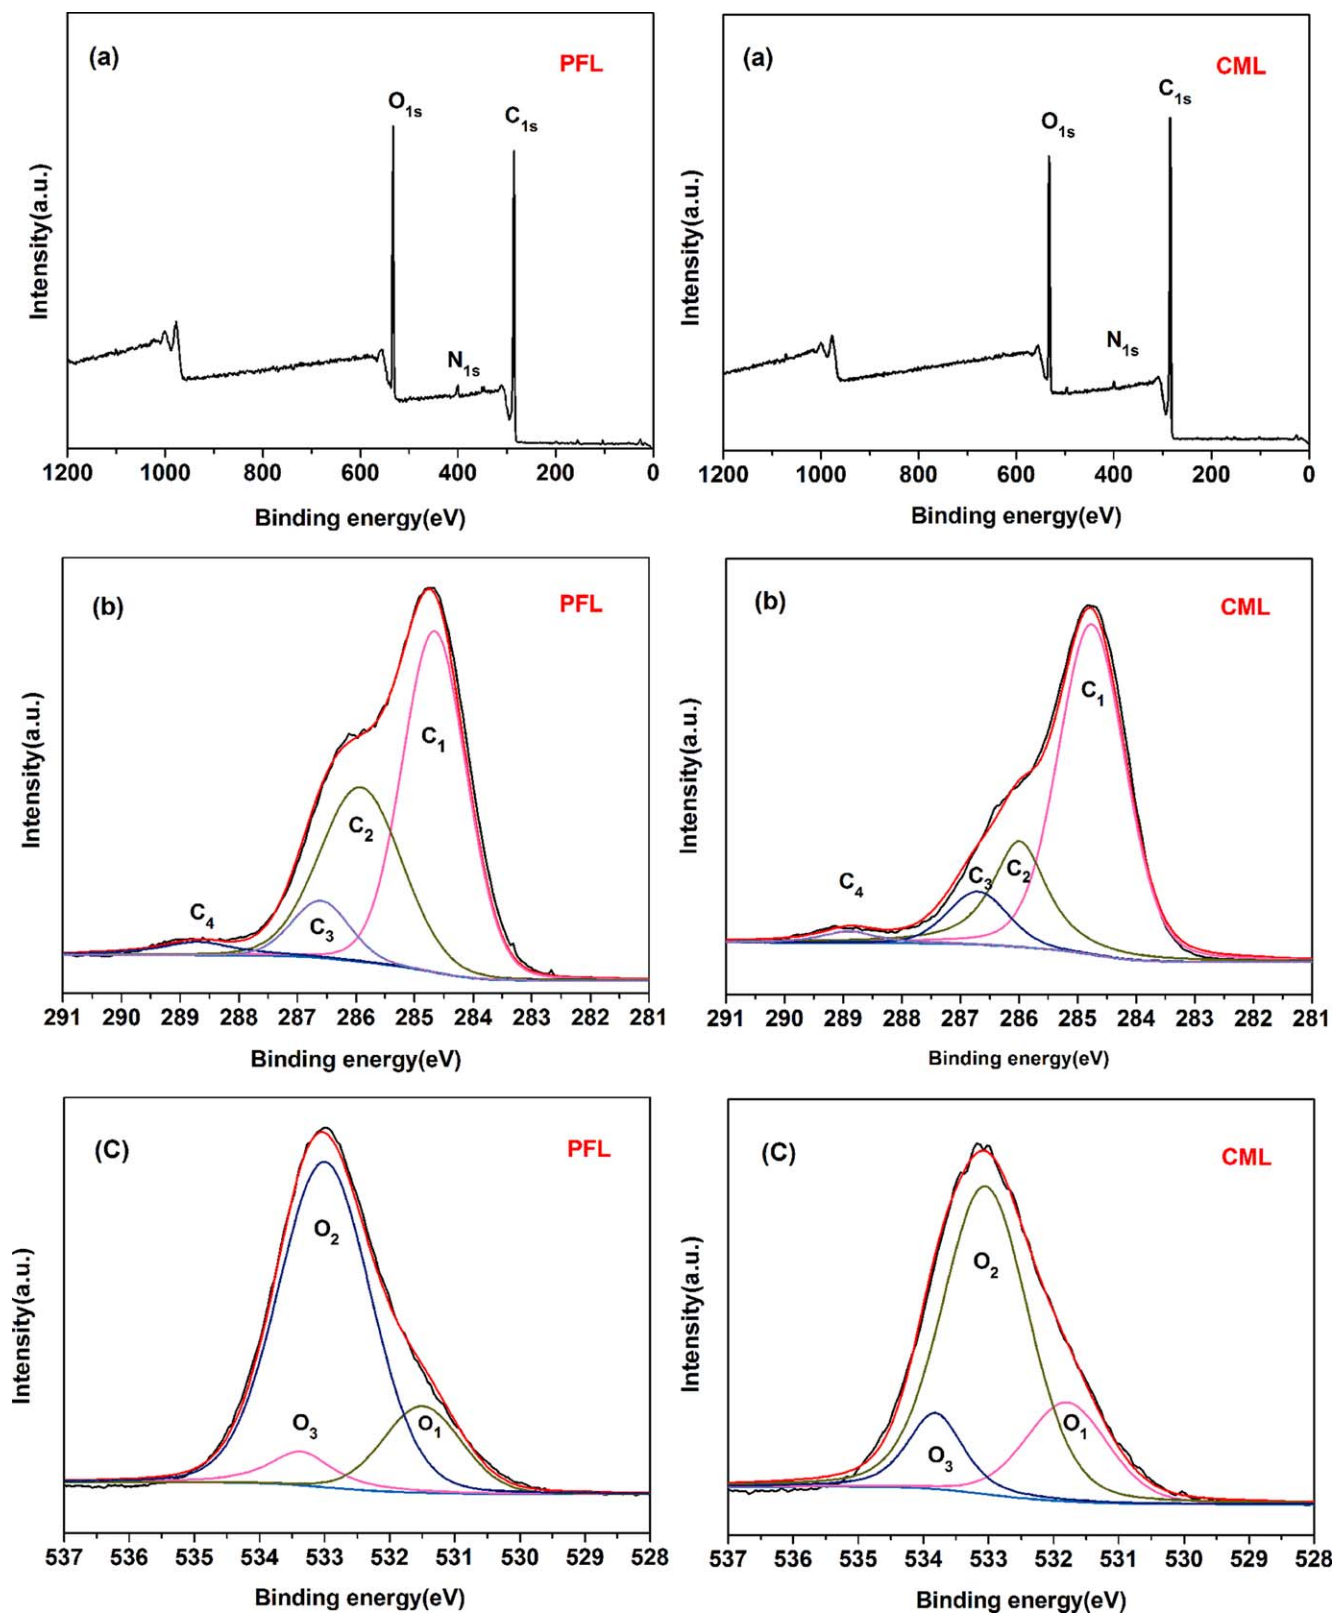 (a) PFL
O1s
C1s
N1s
Intensity(a.u.)
1200 1000 800 600 400 200 0
Binding energy(eV)
(a) CML
C1s
O1s
N1s
Intensity(a.u.)
1200 1000 800 600 400 200 0
Binding energy(eV)
(b) PFL
C1
C2
C3
C4
Intensity(a.u.)
291 290 289 288 287 286 285 284 283 282 281
Binding energy(eV)
(b) CML
C1
C2
C3
C4
Intensity(a.u.)
291 290 289 288 287 286 285 284 283 282 281
Binding energy(eV)
(C) PFL
O2
O3
O1
Intensity(a.u.)
537 536 535 534 533 532 531 530 529 528
Binding energy(eV)
(C) CML
O2
O1
O3
Intensity(a.u.)
537 536 535 534 533 532 531 530 529 528
Binding energy(eV)